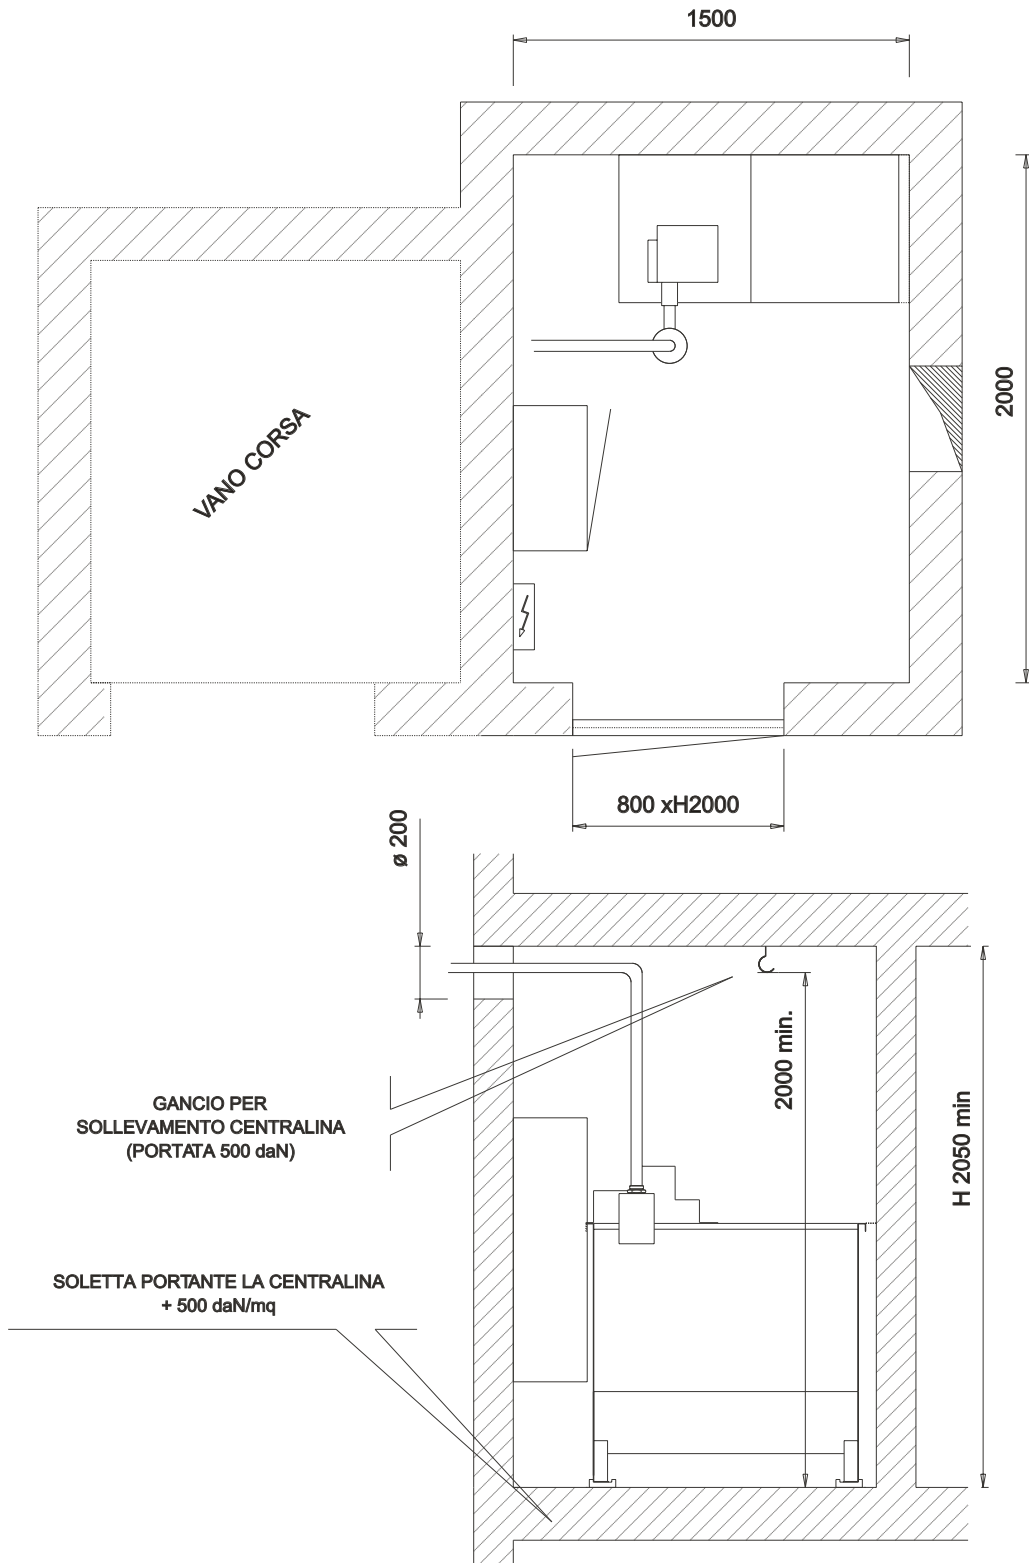 1500
2000
VANO CORSA
800 xH2000
ø 200
2000 min.
H 2050 min
GANCIO PER
SOLLEVAMENTO CENTRALINA
(PORTATA 500 daN)
SOLETTA PORTANTE LA CENTRALINA
+ 500 daN/mq